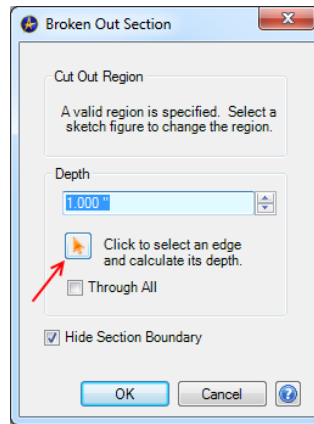 Broken Out Section
Cut Out Region
A valid region is specified. Select a
sketch figure to change the region.
Depth
1.000 "
Click to select an edge
and calculate its depth.
Through All
Hide Section Boundary
OK Cancel ?